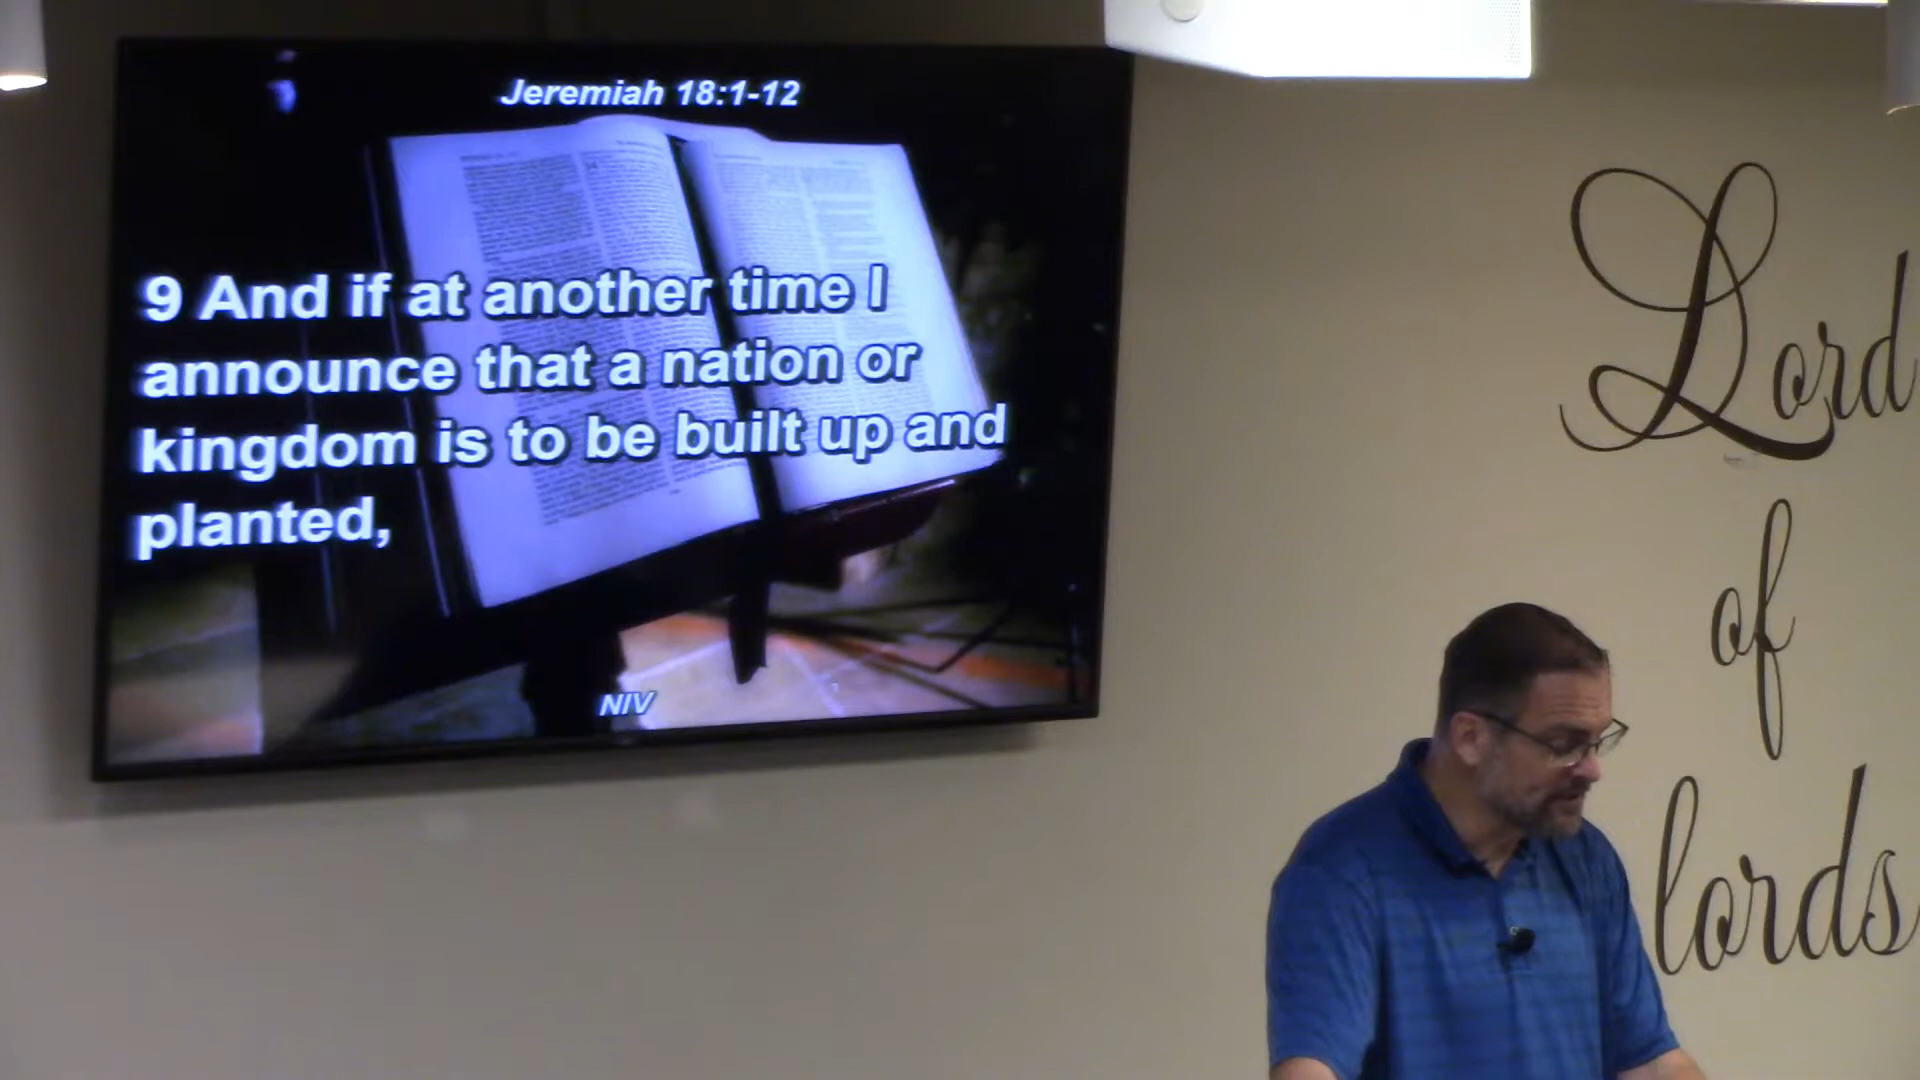 Jeremiah 18:1-12
9 And if at another time I
announce that a nation or
kingdom is to be built up and
planted,
NIV
Lord
of
lords